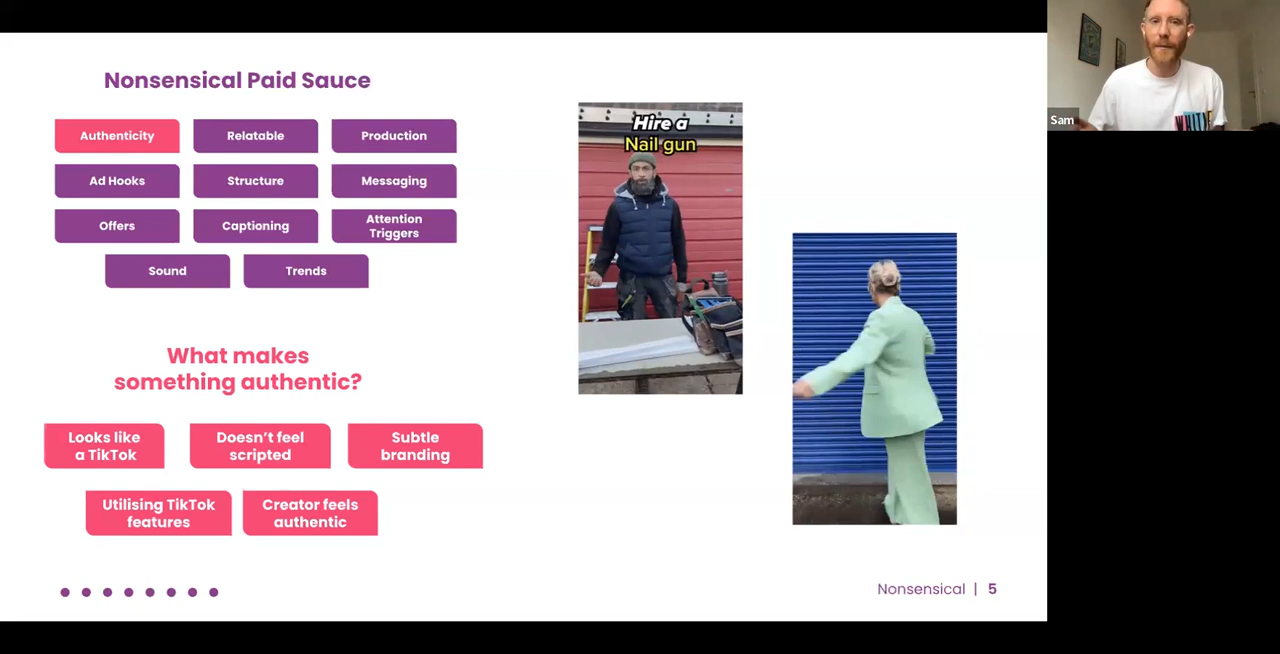 Nonsensical Paid Sauce
Authenticity
Relatable
Production
Ad Hooks
Structure
Messaging
Offers
Captioning
Attention
Triggers
Sound
Trends
What makes
something authentic?
Looks like
a TikTok
Doesn’t feel
scripted
Subtle
branding
Utilising TikTok
features
Creator feels
authentic
Hire a
Nail gun
Nonsensical | 5
Sam